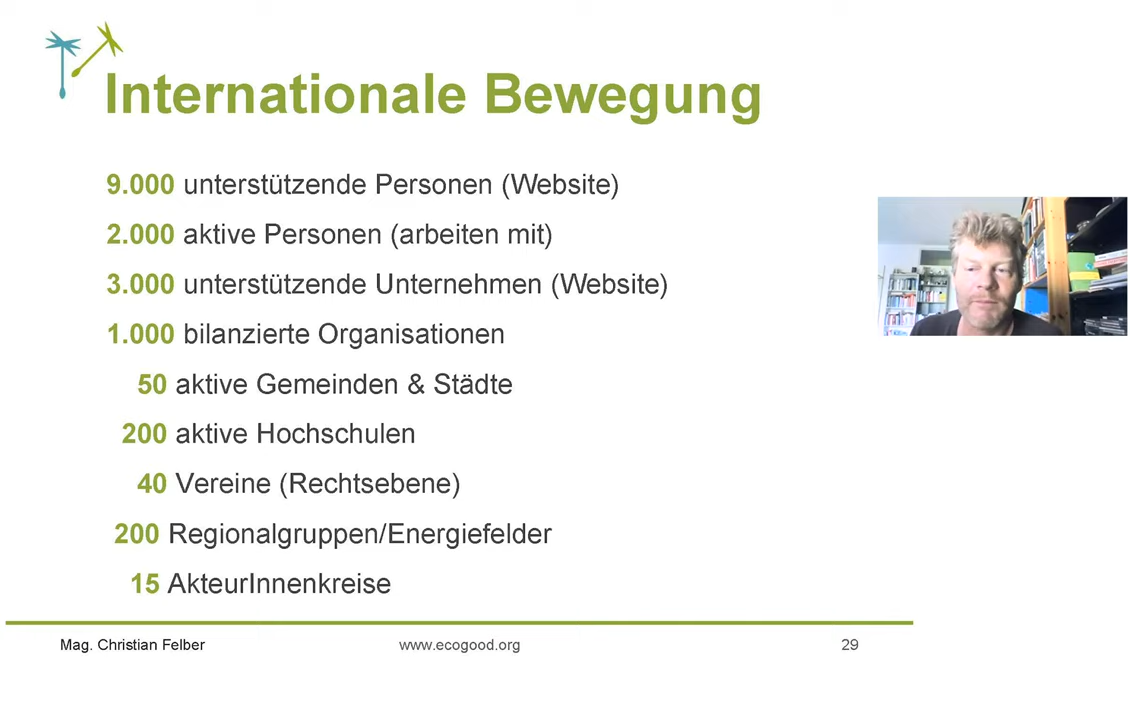 Internationale Bewegung
9.000 unterstützende Personen (Website)
2.000 aktive Personen (arbeiten mit)
3.000 unterstützende Unternehmen (Website)
1.000 bilanzierte Organisationen
50 aktive Gemeinden & Städte
200 aktive Hochschulen
40 Vereine (Rechtsebene)
200 Regionalgruppen/Energiefelder
15 AkteurInnenkreise
Mag. Christian Felber www.ecogood.org 29